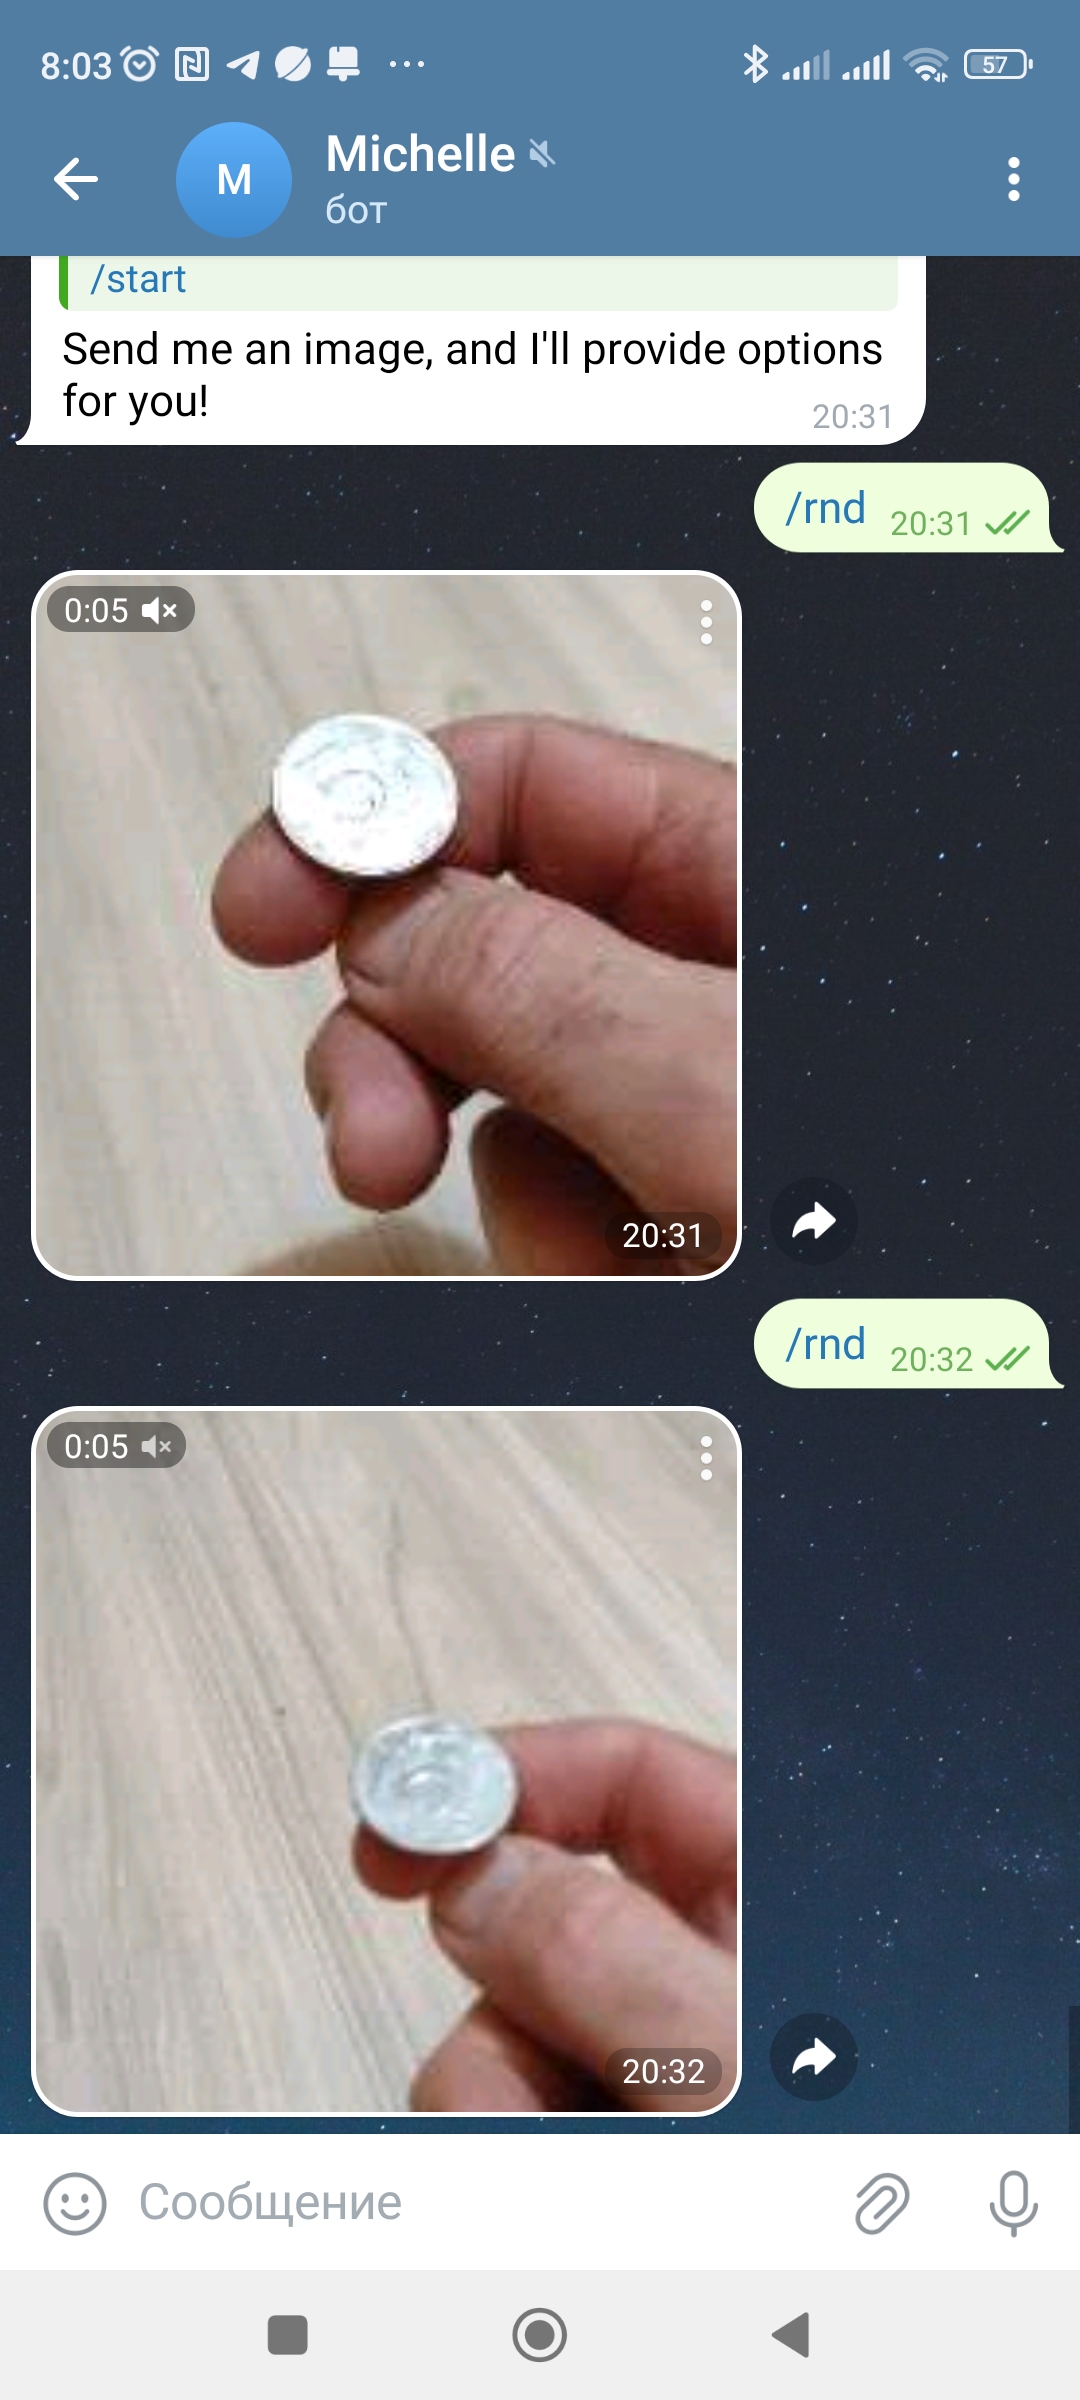 8:03
57
M
Michelle
бот
/start
Send me an image, and I'll provide options
for you!
20:31
/rnd 20:31
0:05
20:31
/rnd 20:32
0:05
20:32
Сообщение